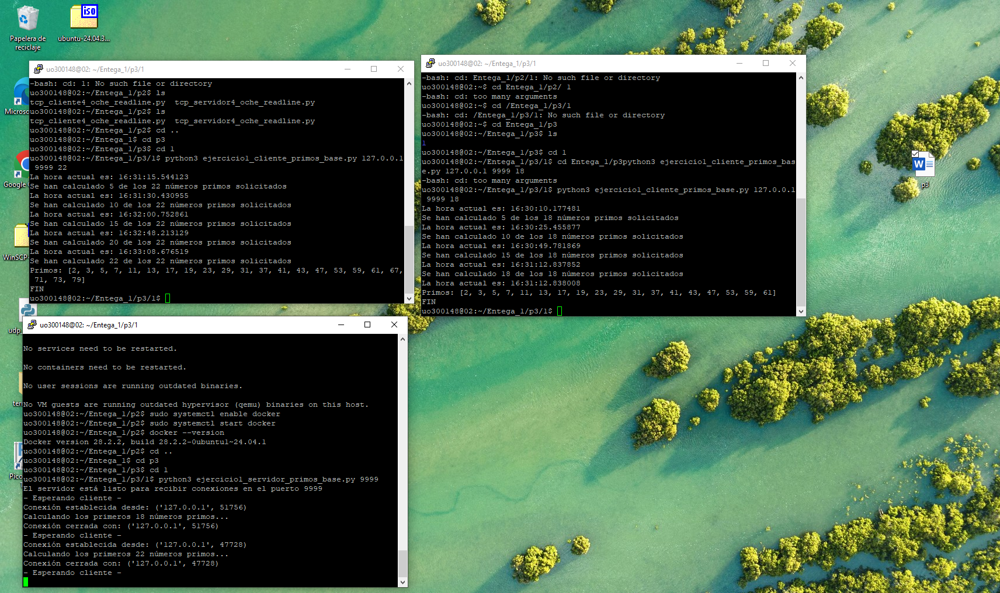 Papelera de
reciclaje
ubuntu-24.04.3...
iso
uo300148@02: ~/Entega_1/p3/1
-bash: cd: 1: No such file or directory
uo300148@02:~/Entega_1/p2$ ls
tcp_cliente4_oche_readline.py  tcp_servidor4_oche_readline.py
uo300148@02:~/Entega_1/p2$ ls
tcp_cliente4_oche_readline.py  tcp_servidor4_oche_readline.py
uo300148@02:~/Entega_1/p2$ cd ..
uo300148@02:~/Entega_1$ cd p3
uo300148@02:~/Entega_1/p3$ cd 1
uo300148@02:~/Entega_1/p3/1$ python3 ejercicio1_cliente_primos_base.py 127.0.0.1
 9999 22
La hora actual es: 16:31:15.544123
Se han calculado 5 de los 22 números primos solicitados
La hora actual es: 16:31:30.430955
Se han calculado 10 de los 22 números primos solicitados
La hora actual es: 16:32:00.752861
Se han calculado 15 de los 22 números primos solicitados
La hora actual es: 16:32:48.213129
Se han calculado 20 de los 22 números primos solicitados
La hora actual es: 16:33:08.676519
Se han calculado 22 de los 22 números primos solicitados
Primos: [2, 3, 5, 7, 11, 13, 17, 19, 23, 29, 31, 37, 41, 43, 47, 53, 59, 61, 67,
 71, 73, 79]
FIN
uo300148@02:~/Entega_1/p3/1$
uo300148@02: ~/Entega_1/p3/1
-bash: cd: Entega_1/p2/1: No such file or directory
uo300148@02:~$ cd Entega_1/p2/ 1
-bash: cd: too many arguments
uo300148@02:~$ cd /Entega_1/p3/1
-bash: cd: /Entega_1/p3/1: No such file or directory
uo300148@02:~$ cd Entega_1/p3
uo300148@02:~/Entega_1/p3$ ls
1
uo300148@02:~/Entega_1/p3$ cd 1
uo300148@02:~/Entega_1/p3/1$ cd Entega_1/p3python3 ejercicio1_cliente_primos_bas
e.py 127.0.0.1 9999 18
-bash: cd: too many arguments
uo300148@02:~/Entega_1/p3/1$ python3 ejercicio1_cliente_primos_base.py 127.0.0.1
 9999 18
La hora actual es: 16:30:10.177481
Se han calculado 5 de los 18 números primos solicitados
La hora actual es: 16:30:25.455877
Se han calculado 10 de los 18 números primos solicitados
La hora actual es: 16:30:49.781869
Se han calculado 15 de los 18 números primos solicitados
La hora actual es: 16:31:12.837852
Se han calculado 18 de los 18 números primos solicitados
La hora actual es: 16:31:12.838008
Primos: [2, 3, 5, 7, 11, 13, 17, 19, 23, 29, 31, 37, 41, 43, 47, 53, 59, 61]
FIN
uo300148@02:~/Entega_1/p3/1$
W
p3
Micros
Google
WinSCP-
udp_
ter
Pico
uo300148@02: ~/Entega_1/p3/1
No services need to be restarted.
No containers need to be restarted.
No user sessions are running outdated binaries.
No VM guests are running outdated hypervisor (qemu) binaries on this host.
uo300148@02:~/Entega_1/p2$ sudo systemctl enable docker
uo300148@02:~/Entega_1/p2$ sudo systemctl start docker
uo300148@02:~/Entega_1/p2$ docker --version
Docker version 28.2.2, build 28.2.2-0ubuntu1~24.04.1
uo300148@02:~/Entega_1/p2$ cd ..
uo300148@02:~/Entega_1$ cd p3
uo300148@02:~/Entega_1/p3$ cd 1
uo300148@02:~/Entega_1/p3/1$ python3 ejercicio1_servidor_primos_base.py 9999
El servidor está listo para recibir conexiones en el puerto 9999
- Esperando cliente -
Conexión establecida desde: ('127.0.0.1', 51756)
Calculando los primeros 18 números primos...
Conexión cerrada con: ('127.0.0.1', 51756)
- Esperando cliente -
Conexión establecida desde: ('127.0.0.1', 47728)
Calculando los primeros 22 números primos...
Conexión cerrada con: ('127.0.0.1', 47728)
- Esperando cliente -